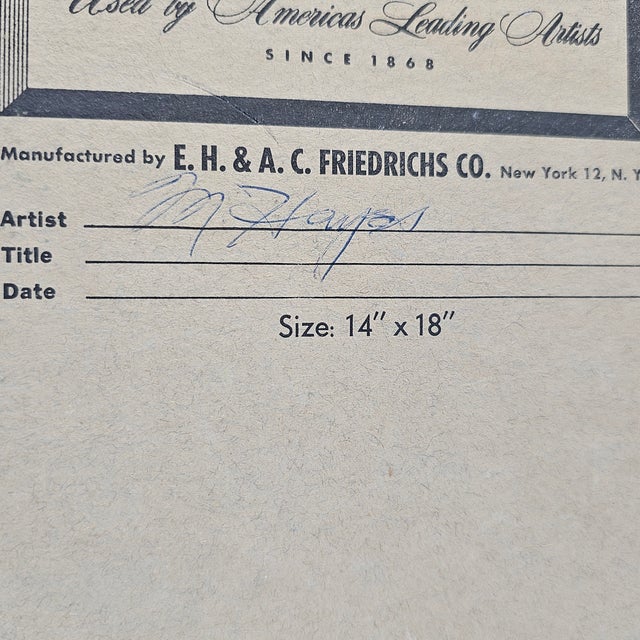 Used by Americas Leading Artists
SINCE 1868
Manufactured by E. H. & A. C. FRIEDRICHS CO. New York 12, N. Y
Artist M Hayes
Title
Date
Size: 14" x 18"